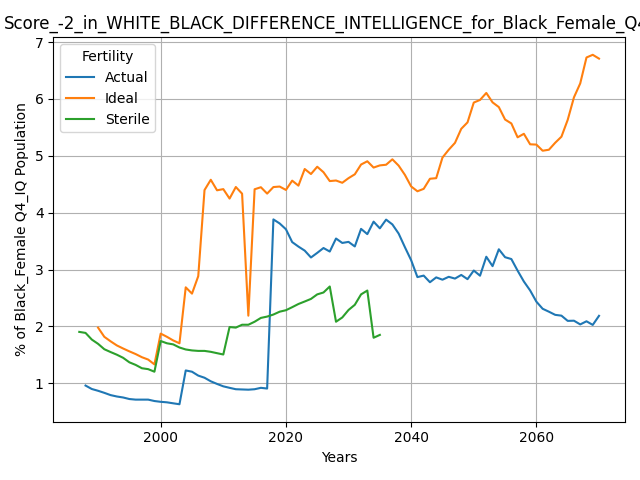 Score_-2_in_WHITE_BLACK_DIFFERENCE_INTELLIGENCE_for_Black_Female_Q4
7
6
5
4
3
2
1
% of Black_Female Q4_IQ Population
Fertility
Actual
Ideal
Sterile
2000
2020
2040
2060
Years